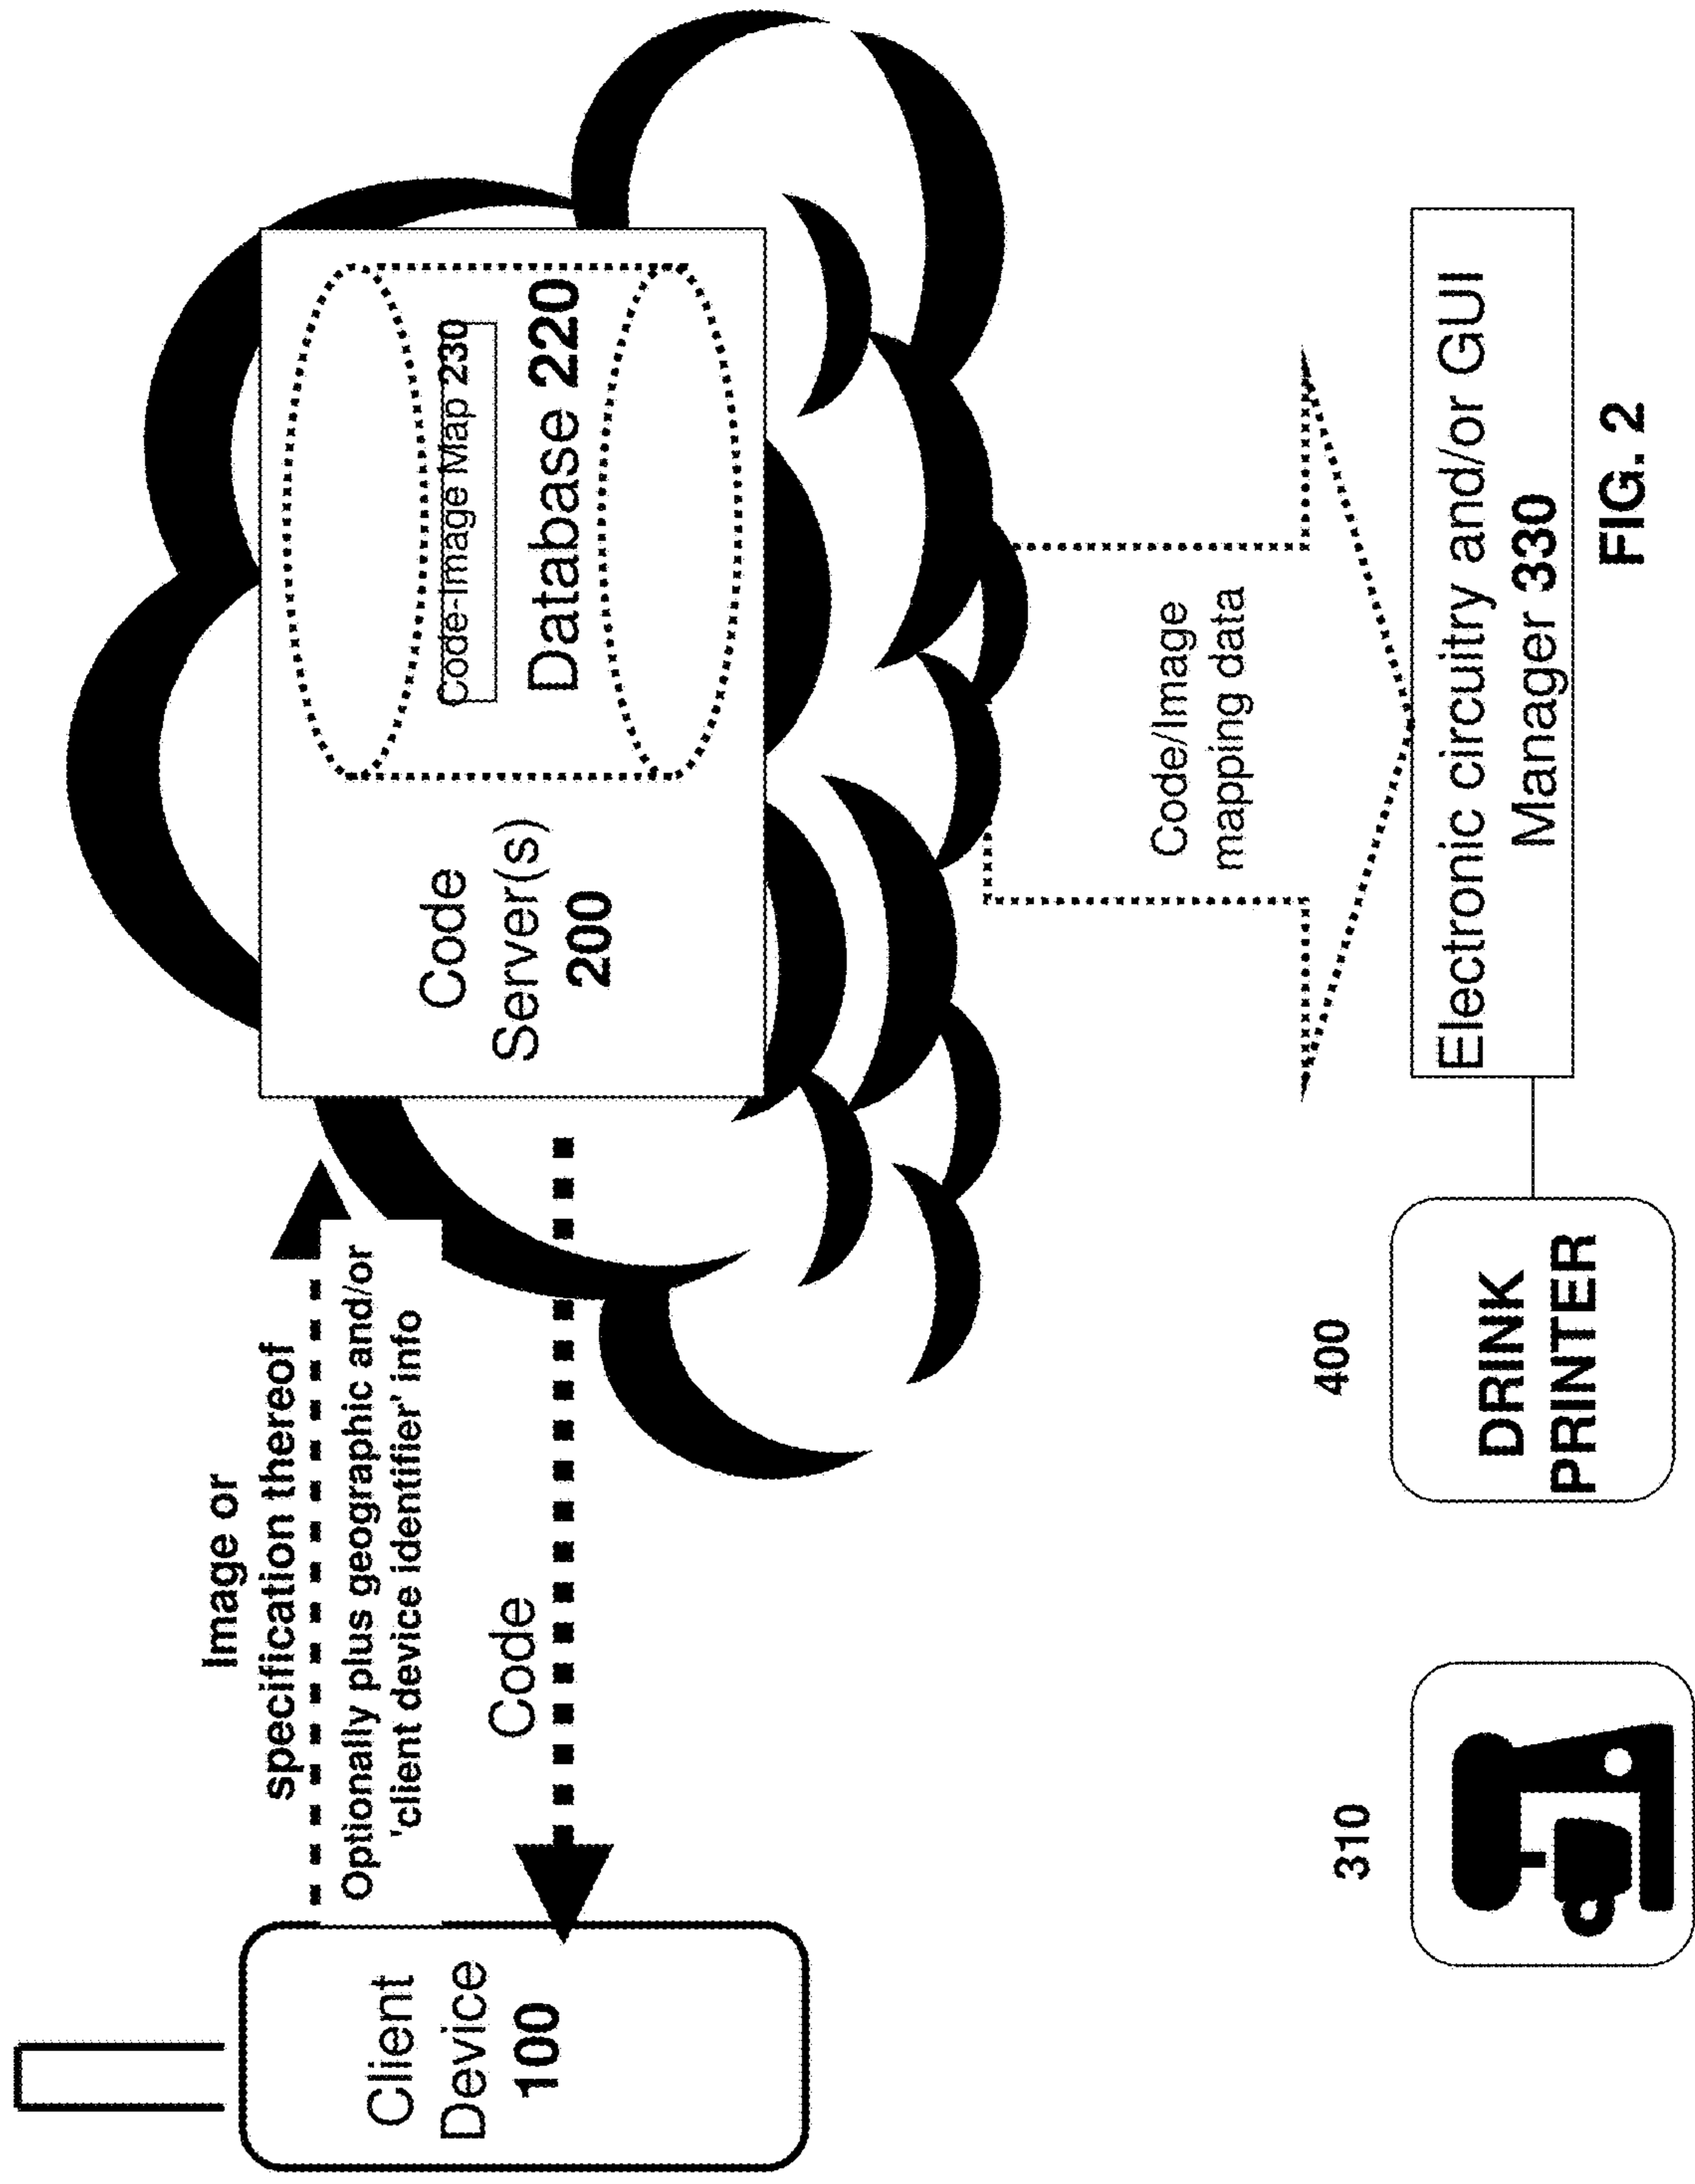 Image or
specification thereof
Optionally plus geographic and/or
'client device identifier' info
Code
Client
Device
100
Code
Server(s)
200
Code-Image Map 230
Database 220
Code/Image
mapping data
310
400
DRINK
PRINTER
Electronic circuitry and/or GUI
Manager 330
FIG. 2